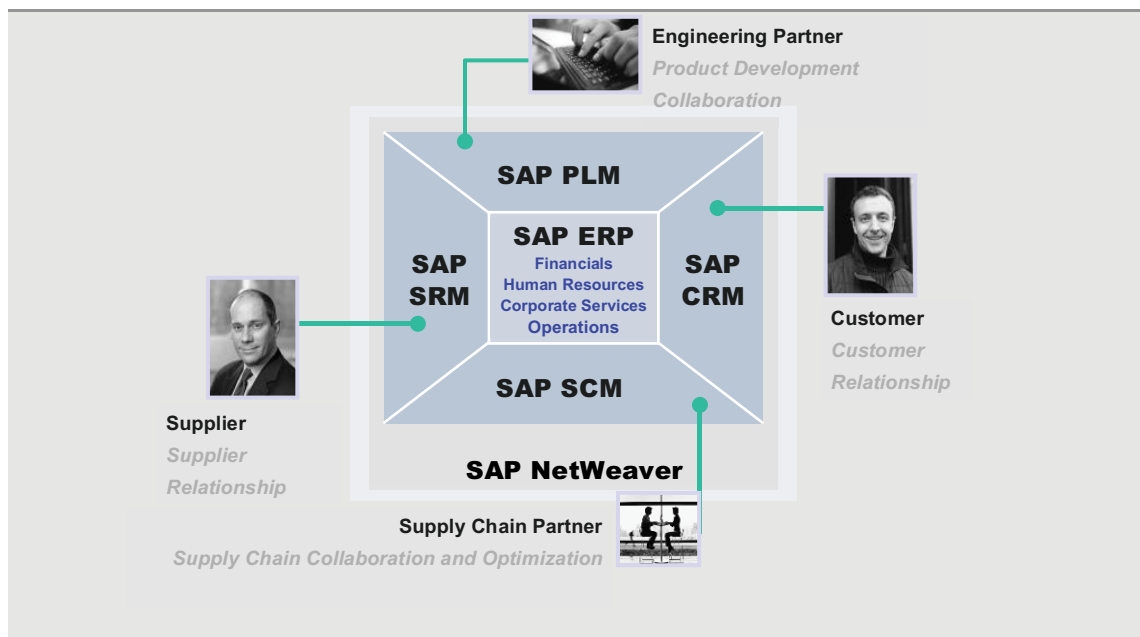 Engineering Partner
Product Development
Collaboration
SAP PLM
SAP ERP
Financials
Human Resources
Corporate Services
Operations
SAP
SRM
SAP
CRM
SAP SCM
Customer
Customer
Relationship
Supplier
Supplier
Relationship
SAP NetWeaver
Supply Chain Partner
Supply Chain Collaboration and Optimization